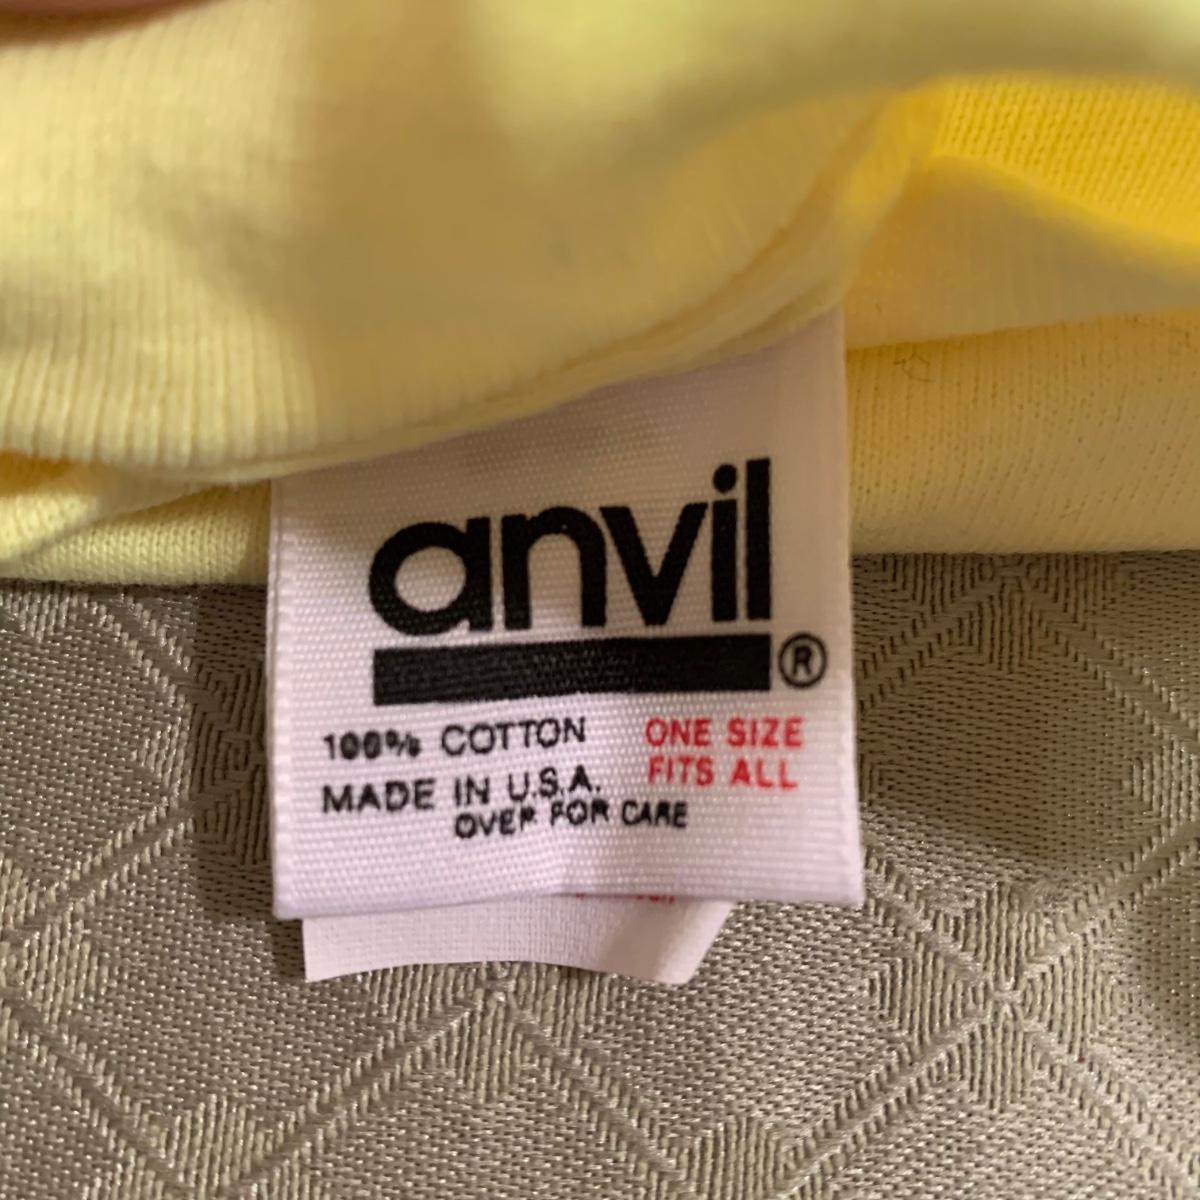 anvil
®
100% COTTON
MADE IN U.S.A.
ONE SIZE
FITS ALL
OVER FOR CARE